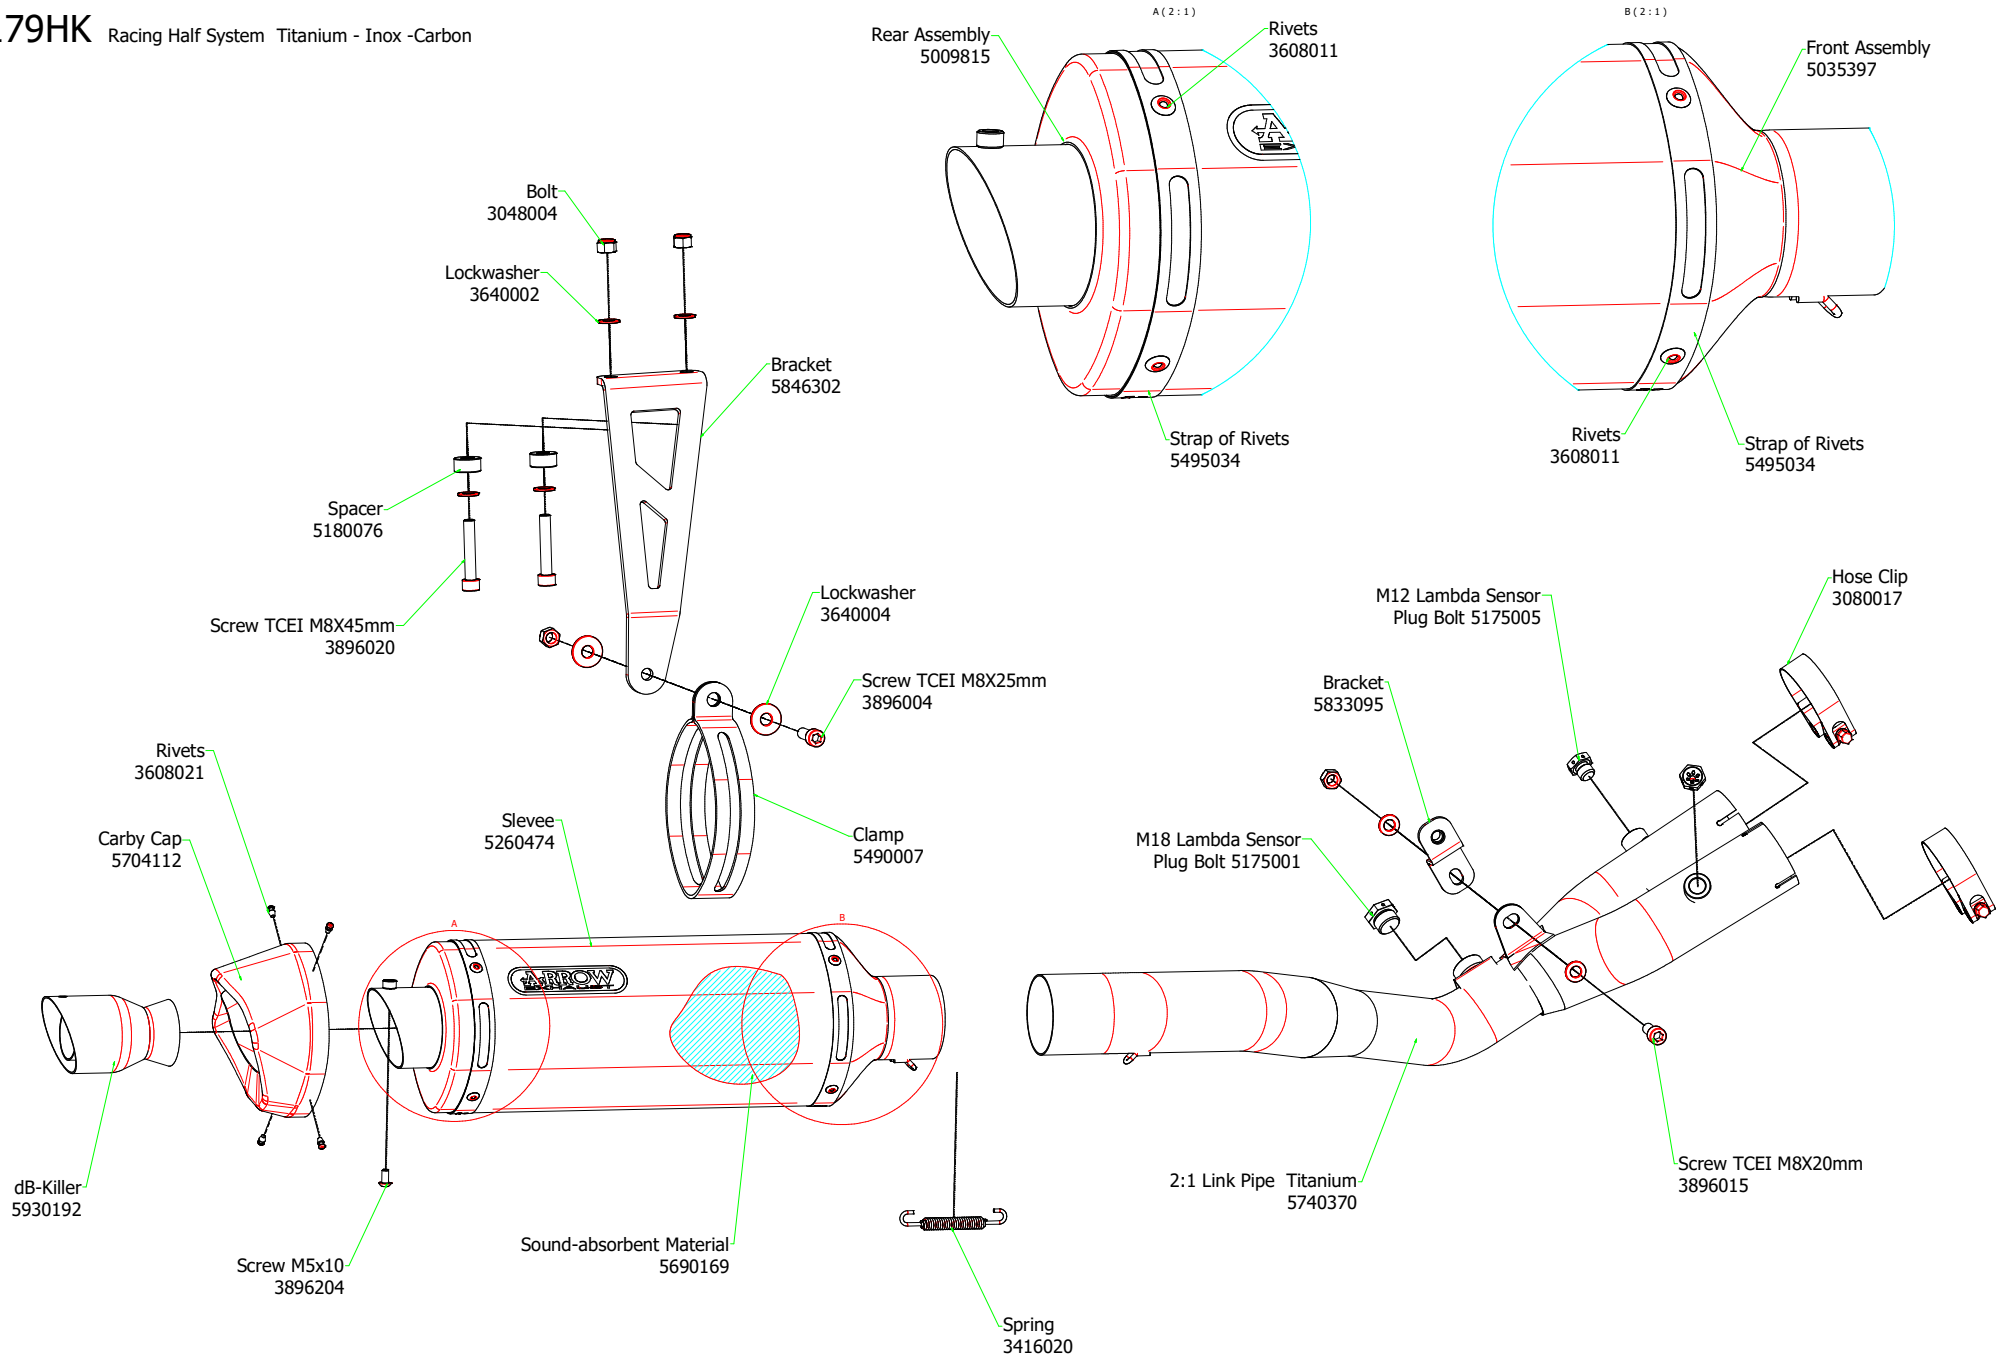 .79HK Racing Half System Titanium - Inox -Carbon
A ( 2 : 1 )
B ( 2 : 1 )
Rear Assembly
5009815
Rivets
3608011
Front Assembly
5035397
Strap of Rivets
5495034
Rivets
3608011
Strap of Rivets
5495034
Bolt
3048004
Lockwasher
3640002
Bracket
5846302
Spacer
5180076
Screw TCEI M8X45mm
3896020
Lockwasher
3640004
Screw TCEI M8X25mm
3896004
Clamp
5490007
Rivets
3608021
Carby Cap
5704112
Slevee
5260474
A
B
ARROW
EXHAUST
dB-Killer
5930192
Screw M5x10
3896204
Sound-absorbent Material
5690169
Spring
3416020
M12 Lambda Sensor
Plug Bolt 5175005
Hose Clip
3080017
Bracket
5833095
M18 Lambda Sensor
Plug Bolt 5175001
2:1 Link Pipe Titanium
5740370
Screw TCEI M8X20mm
3896015